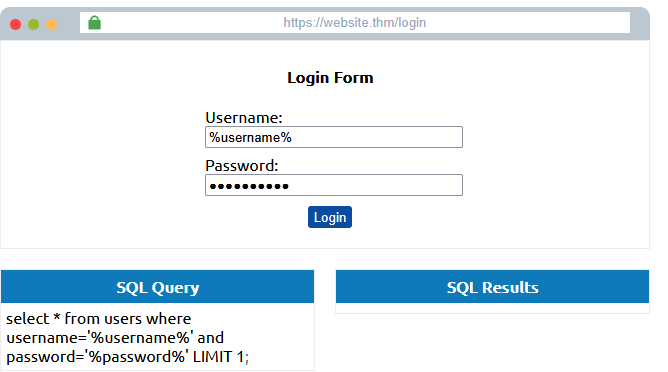 https://website.thm/login
Login Form
Username:
%username%
Password:
••••••••••
Login
SQL Query
select * from users where
username='%username%' and
password='%password%' LIMIT 1;
SQL Results